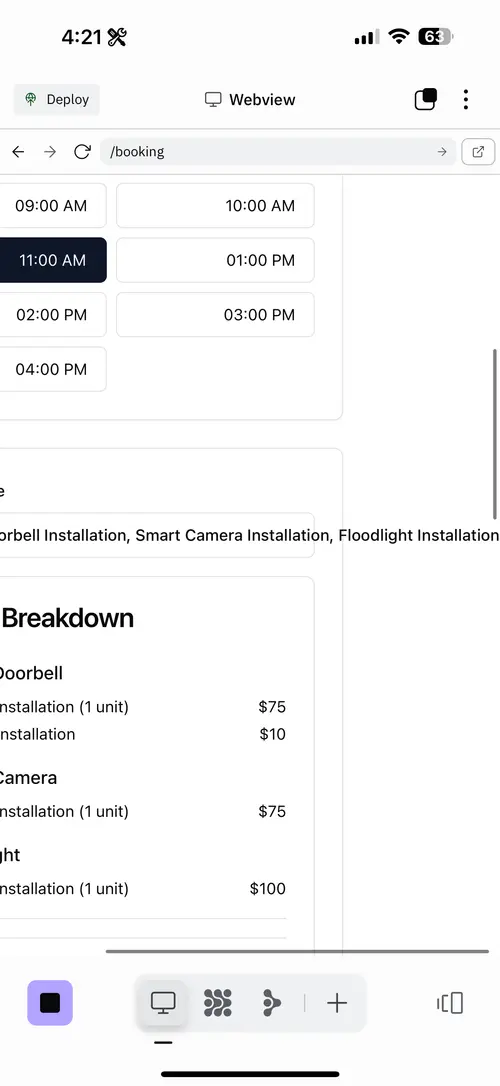 4:21
63
Deploy
Webview
/booking
09:00 AM
10:00 AM
11:00 AM
01:00 PM
02:00 PM
03:00 PM
04:00 PM
e
orbell Installation, Smart Camera Installation, Floodlight Installation
Breakdown
Doorbell
nstallation (1 unit) $75
nstallation $10
Camera
nstallation (1 unit) $75
ght
nstallation (1 unit) $100